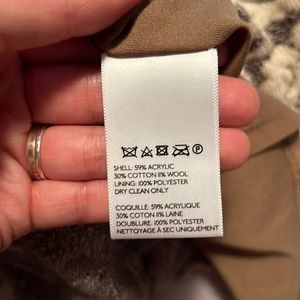 SHELL: 59% ACRYLIC
30% COTTON 11% WOOL
LINING: 100% POLYESTER
DRY CLEAN ONLY
COQUILLE: 59% ACRYLIQUE
30% COTON 11% LAINE
DOUBLURE: 100% POLYESTER
NETTOYAGE À SEC UNIQUEMENT